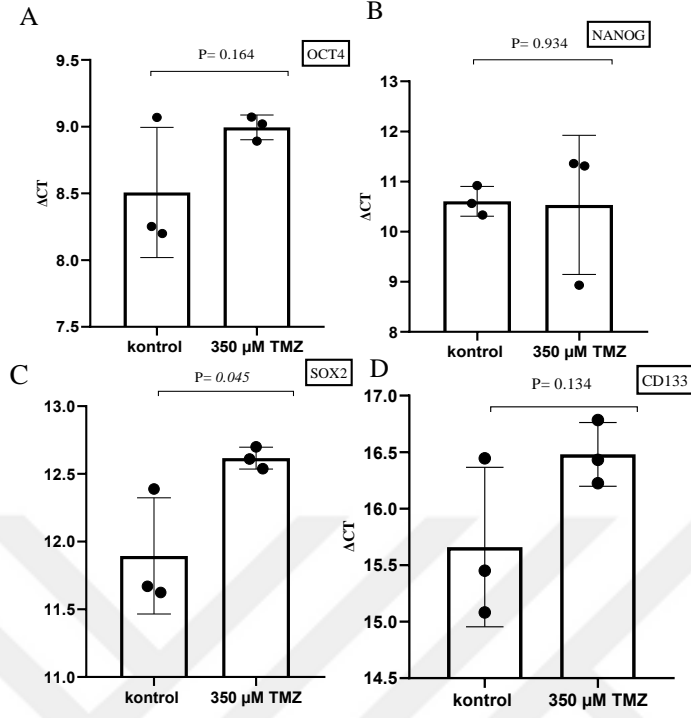 A
P= 0.164
OCT4
ΔCT
9.5
9.0
8.5
8.0
7.5
kontrol
350 µM TMZ
B
NANOG
P= 0.934
ΔCT
13
12
11
10
9
8
kontrol
350 µM TMZ
C
P= 0.045
SOX2
13.0
12.5
12.0
11.5
11.0
kontrol
350 µM TMZ
D
P= 0.134
CD133
ΔCT
17.0
16.5
16.0
15.5
15.0
14.5
kontrol
350 µM TMZ